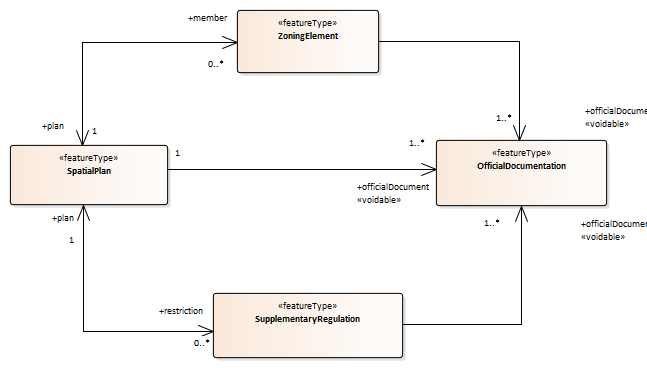 +member
«featureType»
ZoningElement
0..*
+plan
1
1..*
+officialDocume
«voidable»
«featureType»
SpatialPlan
1
1..*
+officialDocument
«voidable»
«featureType»
OfficialDocumentation
+plan
1
1..*
+officialDocume
«voidable»
+restriction
0..*
«featureType»
SupplementaryRegulation